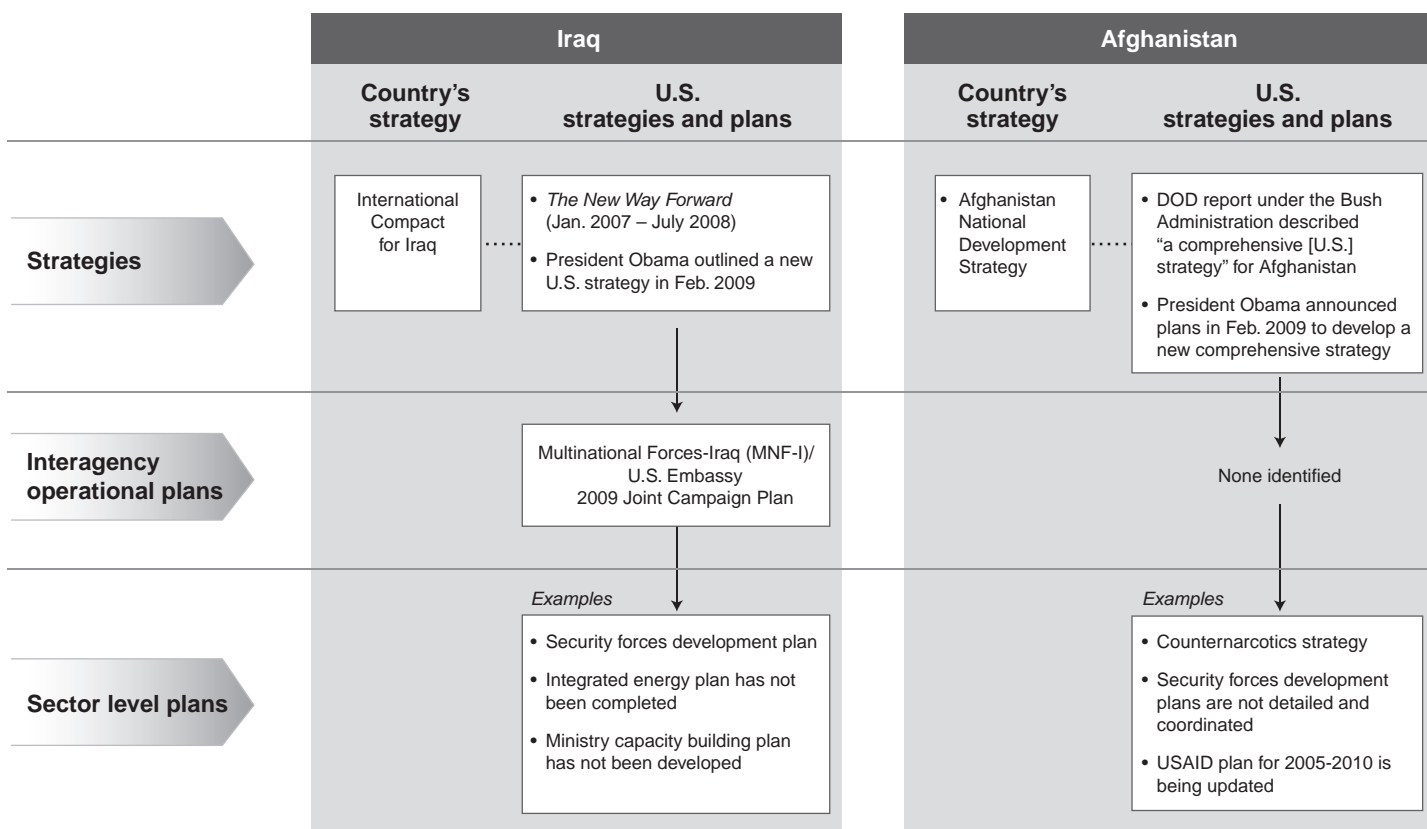 Iraq
Afghanistan
Country’s
strategy
U.S.
strategies and plans
Country’s
strategy
U.S.
strategies and plans
Strategies
International
Compact
for Iraq
• The New Way Forward
(Jan. 2007 – July 2008)
• President Obama outlined a new
U.S. strategy in Feb. 2009
• Afghanistan
National
Development
Strategy
• DOD report under the Bush
Administration described
“a comprehensive [U.S.]
strategy” for Afghanistan
• President Obama announced
plans in Feb. 2009 to develop a
new comprehensive strategy
Interagency
operational plans
Multinational Forces-Iraq (MNF-I)/
U.S. Embassy
2009 Joint Campaign Plan
None identified
Sector level plans
Examples
• Security forces development plan
• Integrated energy plan has not
been completed
• Ministry capacity building plan
has not been developed
Examples
• Counternarcotics strategy
• Security forces development
plans are not detailed and
coordinated
• USAID plan for 2005-2010 is
being updated